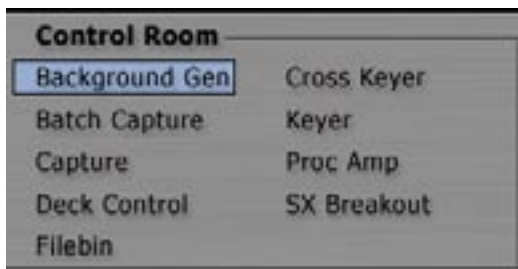 Control Room
Background Gen
Batch Capture
Capture
Deck Control
Filebin
Cross Keyer
Keyer
Proc Amp
SX Breakout